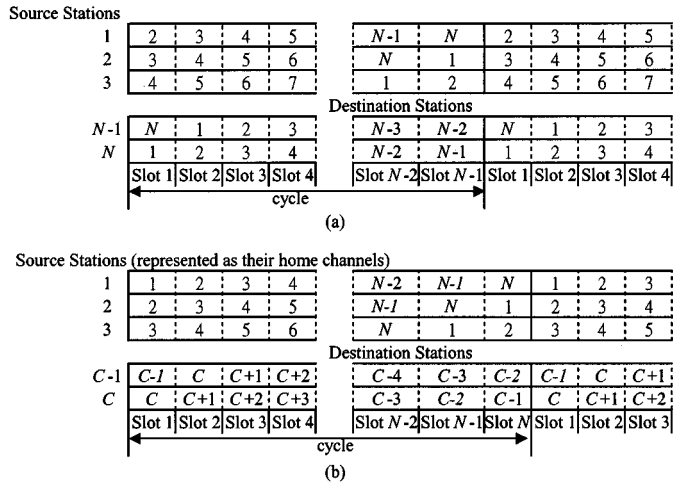 Source Stations
1 2 3 4 5 N-1 N 2 3 4 5
2 3 4 5 6 N 1 3 4 5 6
3 4 5 6 7 1 2 4 5 6 7
Destination Stations
N-1 N 1 2 3 N-3 N-2 N 1 2 3
N 1 2 3 4 N-2 N-1 1 2 3 4
Slot 1 Slot 2 Slot 3 Slot 4 Slot N-2 Slot N-1 Slot 1 Slot 2 Slot 3 Slot 4
cycle
(a)
Source Stations (represented as their home channels)
1 1 2 3 4 N-2 N-1 N 1 2 3
2 2 3 4 5 N-1 N 1 2 3 4
3 3 4 5 6 N 1 2 3 4 5
Destination Stations
C-1 C-1 C C+1 C+2 C-4 C-3 C-2 C-1 C C+1
C C C+1 C+2 C+3 C-3 C-2 C-1 C C+1 C+2
Slot 1 Slot 2 Slot 3 Slot 4 Slot N-2 Slot N-1 Slot N Slot 1 Slot 2 Slot 3
cycle
(b)